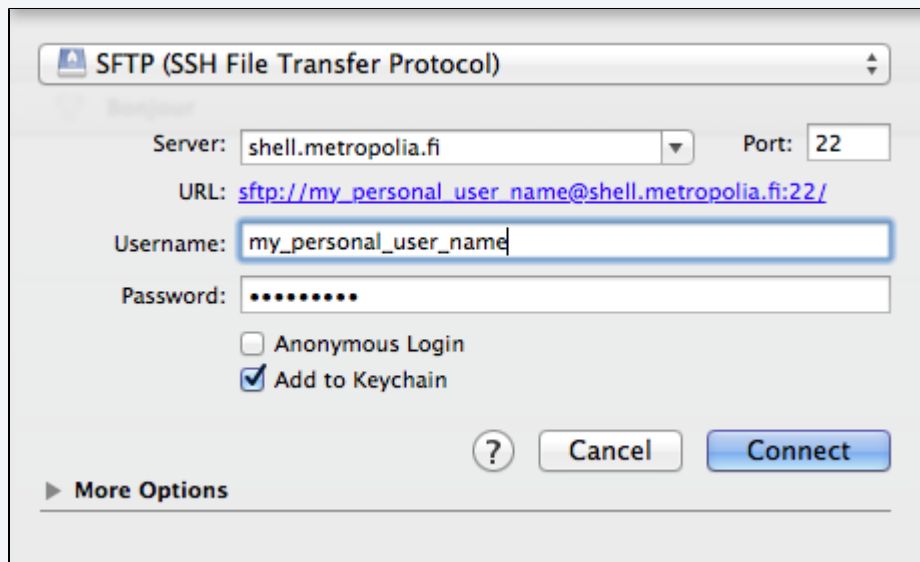 SFTP (SSH File Transfer Protocol)
Bonjour
Server: shell.metropolia.fi Port: 22
URL: sftp://my_personal_user_name@shell.metropolia.fi:22/
Username: my_personal_user_name
Password: •••••••••
Anonymous Login
Add to Keychain
? Cancel Connect
More Options